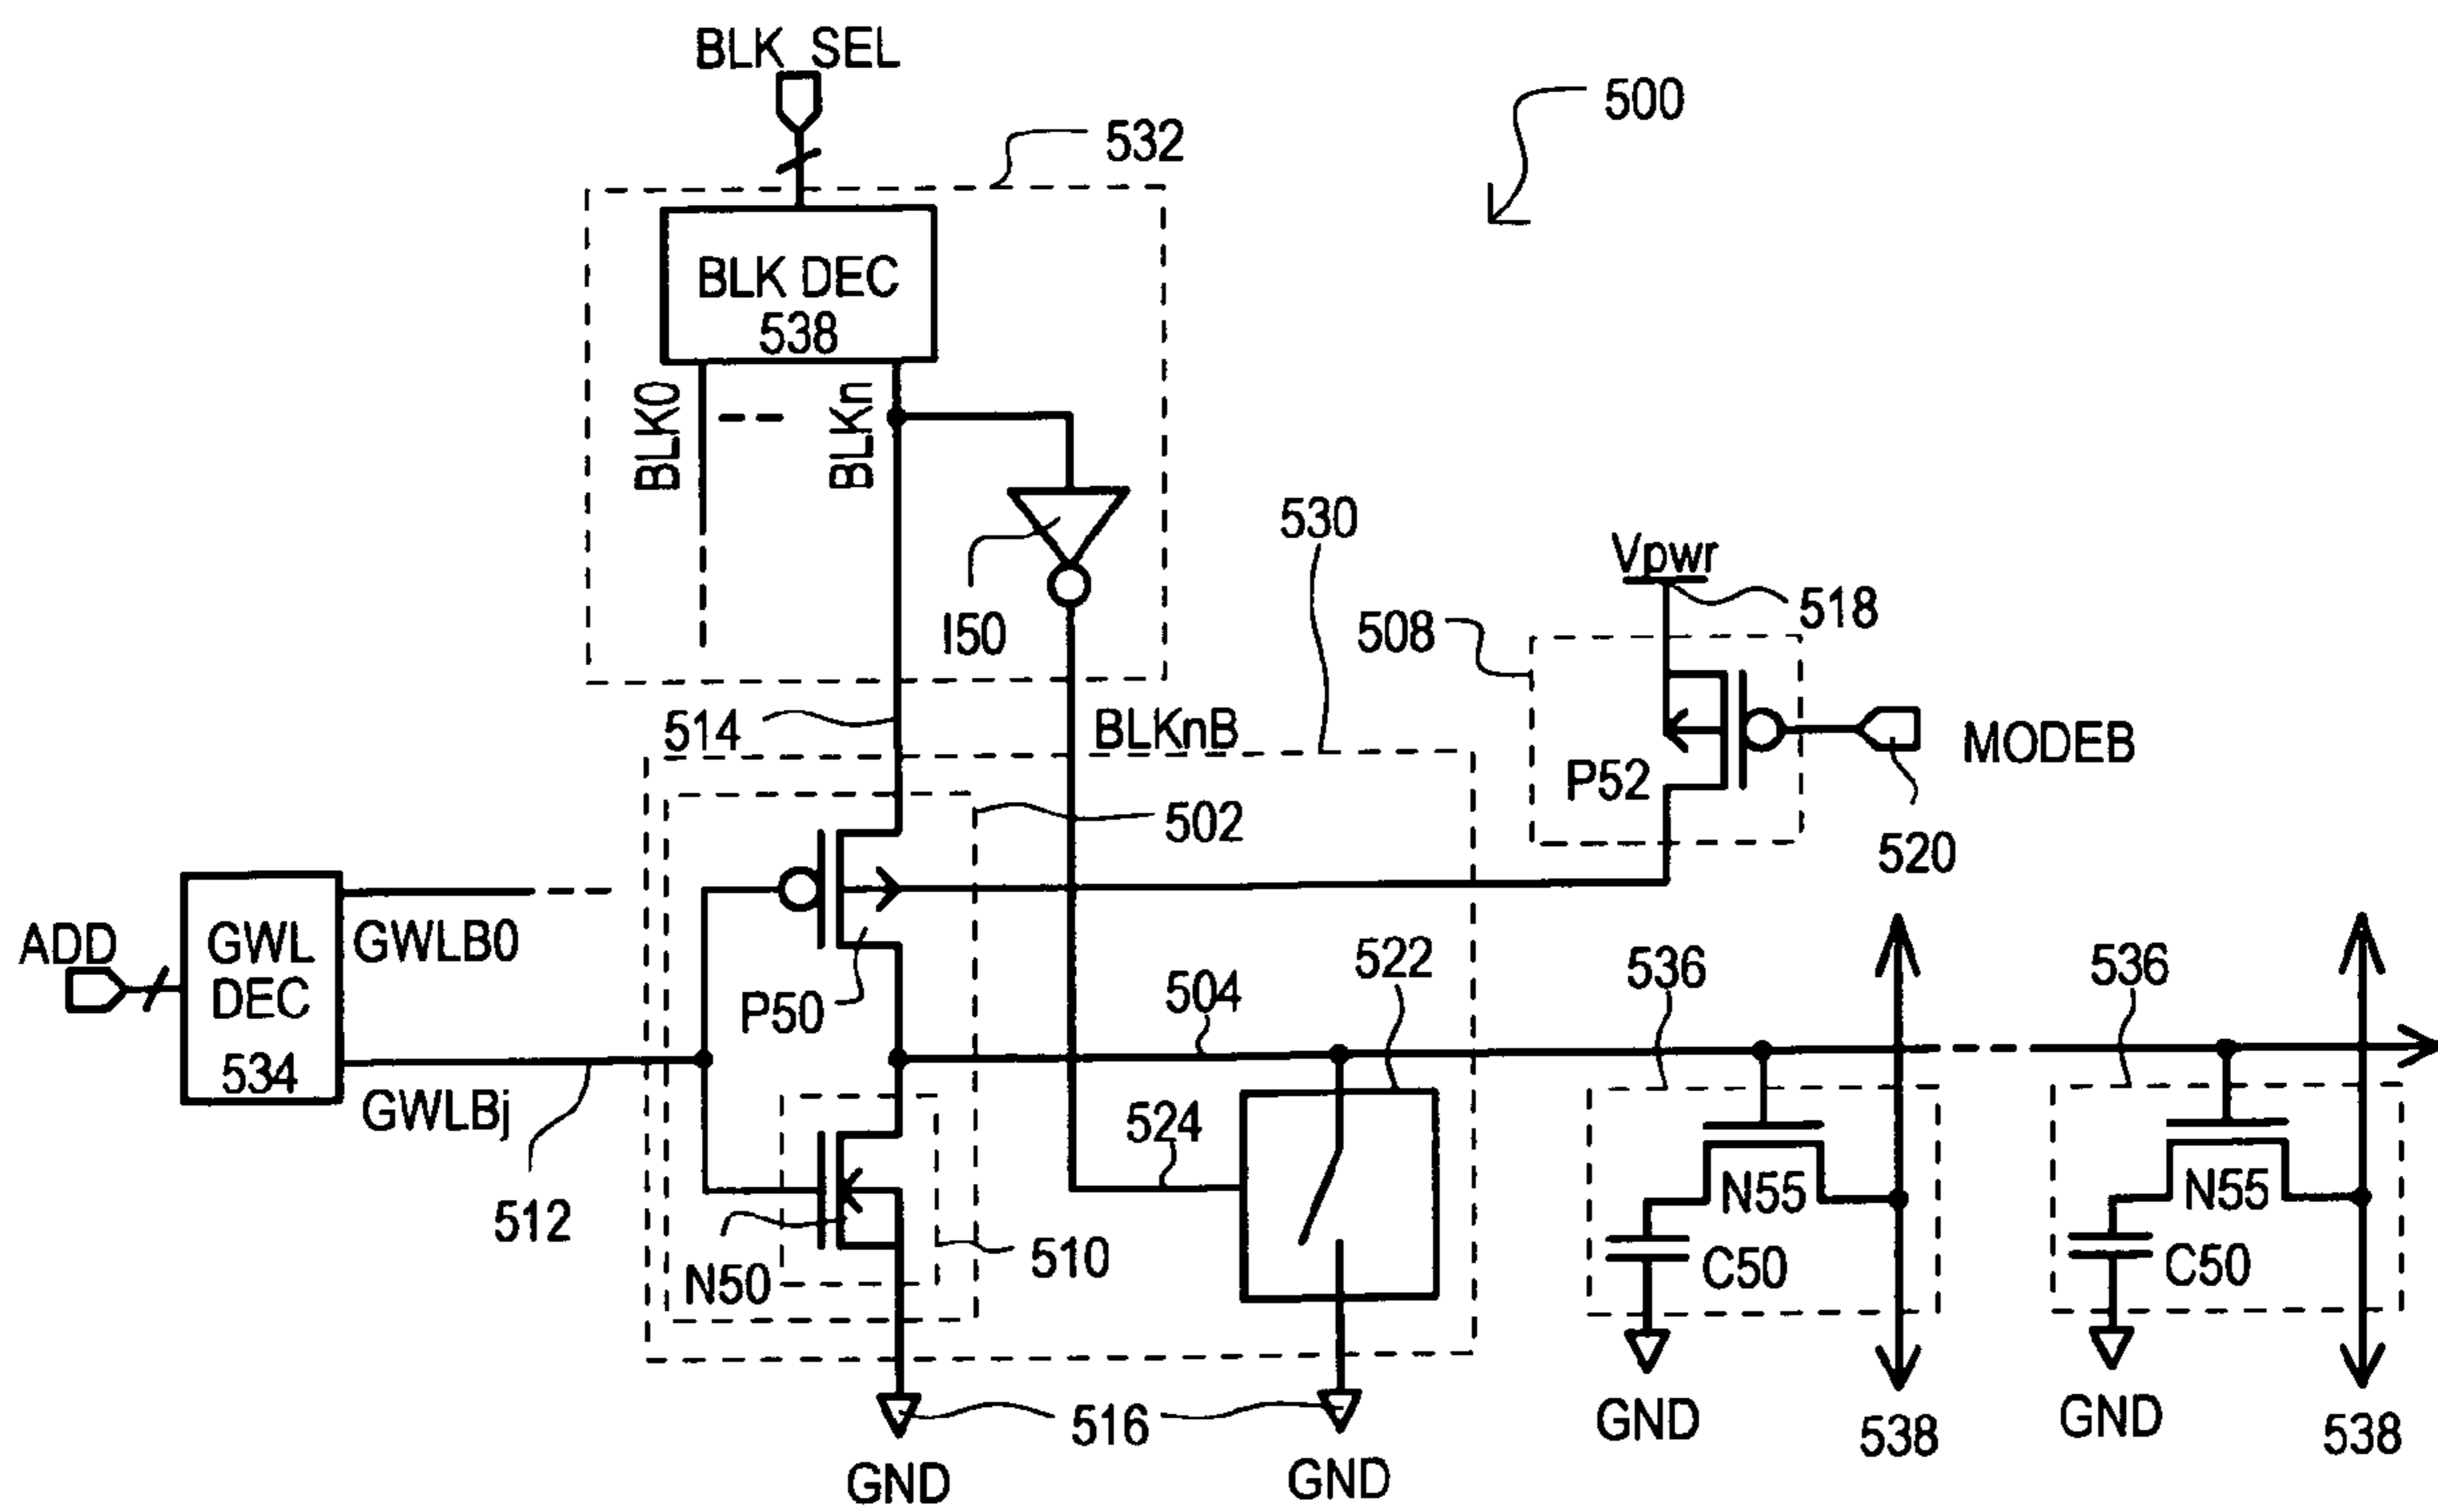 BLK SEL
500
532
BLK DEC
538
BLK0
BLKn
530
Vpwr
I50
518
508
514
BLKnB
MODEB
P52
502
520
ADD
GWL
DEC
534
GWLB0
522
536
536
504
P50
GWLBj
524
512
N55
N55
510
N50
C50
C50
516
GND
GND
538
538
GND
GND